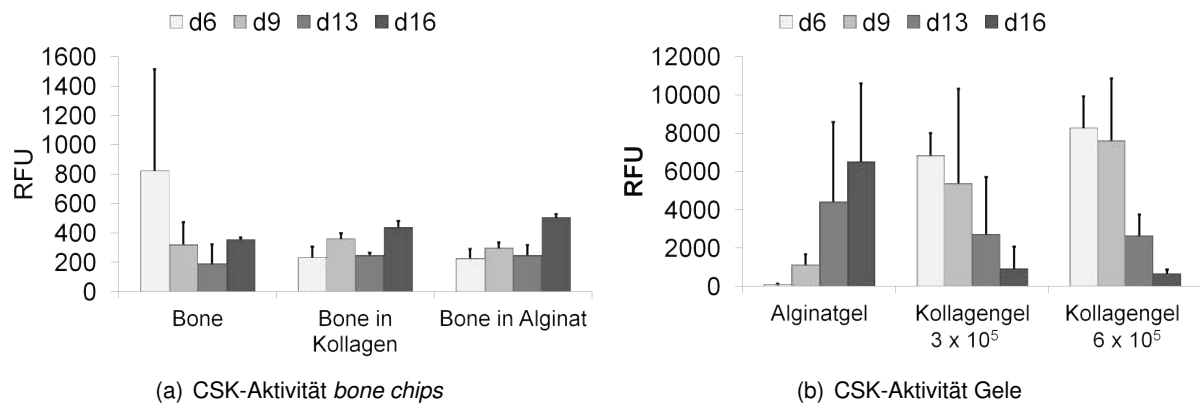 d6 d9 d13 d16
1600
1400
1200
1000
800
600
400
200
0
RFU
Bone
Bone in
Kollagen
Bone in Alginat
(a) CSK-Aktivität bone chips
d6 d9 d13 d16
12000
10000
8000
6000
4000
2000
0
RFU
Alginatgel
Kollagengel
3 x 10⁵
Kollagengel
6 x 10⁵
(b) CSK-Aktivität Gele